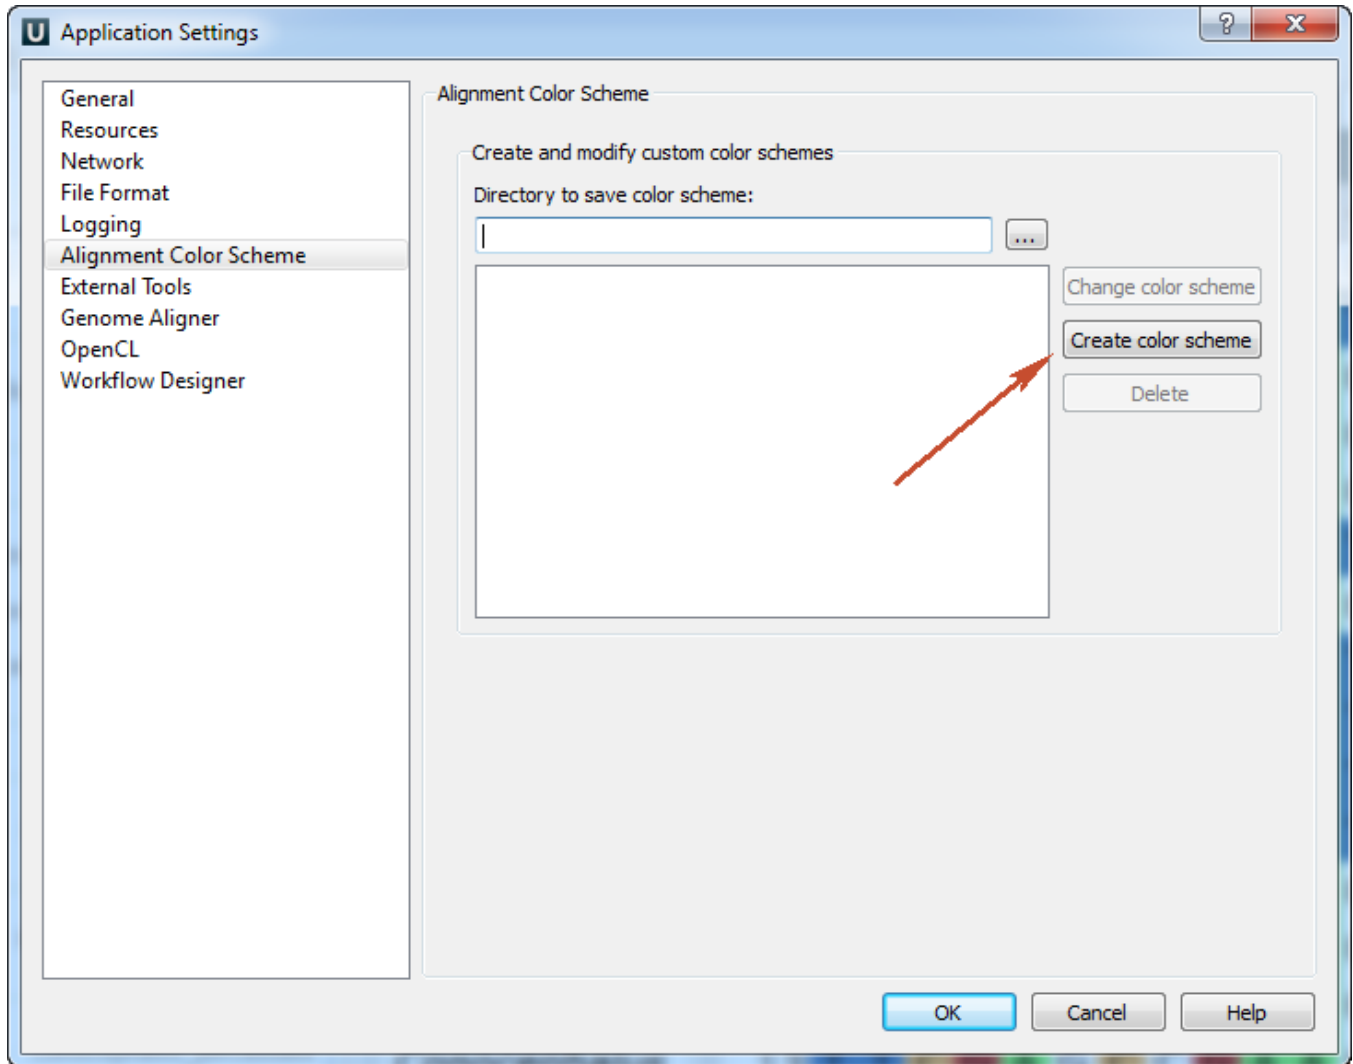 U Application Settings
?
X
General
Resources
Network
File Format
Logging
Alignment Color Scheme
External Tools
Genome Aligner
OpenCL
Workflow Designer
Alignment Color Scheme
Create and modify custom color schemes
Directory to save color scheme:
...
Change color scheme
Create color scheme
Delete
OK
Cancel
Help